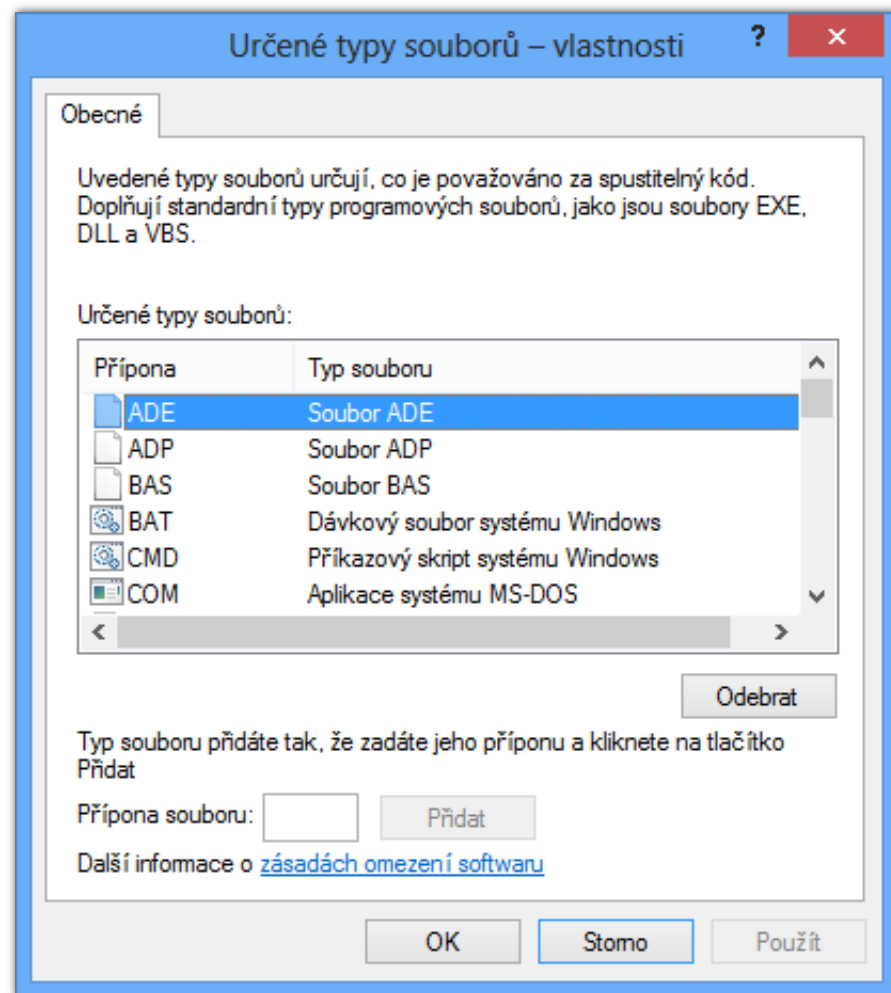 Určené typy souborů – vlastnosti ?
Obecné
Uvedené typy souborů určují, co je považováno za spustitelný kód.
Doplňují standardní typy programových souborů, jako jsou soubory EXE,
DLL a VBS.
Určené typy souborů:
Přípona Typ souboru
ADE Soubor ADE
ADP Soubor ADP
BAS Soubor BAS
BAT Dávkový soubor systému Windows
CMD Příkazový skript systému Windows
COM Aplikace systému MS-DOS
Odebrat
Typ souboru přidáte tak, že zadáte jeho příponu a kliknete na tlačítko
Přidat
Přípona souboru: Přidat
Další informace o zásadách omezení softwaru
OK Storno Použít